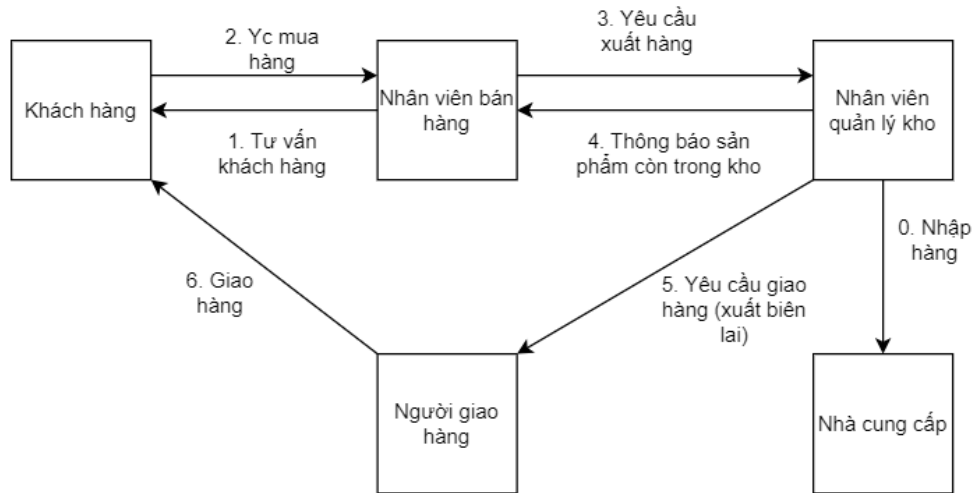 3. Yêu cầu
xuất hàng
2. Yc mua
hàng
Khách hàng
Nhân viên bán
hàng
Nhân viên
quản lý kho
1. Tư vấn
khách hàng
4. Thông báo sản
phẩm còn trong kho
0. Nhập
hàng
6. Giao
hàng
5. Yêu cầu giao
hàng (xuất biên
lai)
Người giao
hàng
Nhà cung cấp